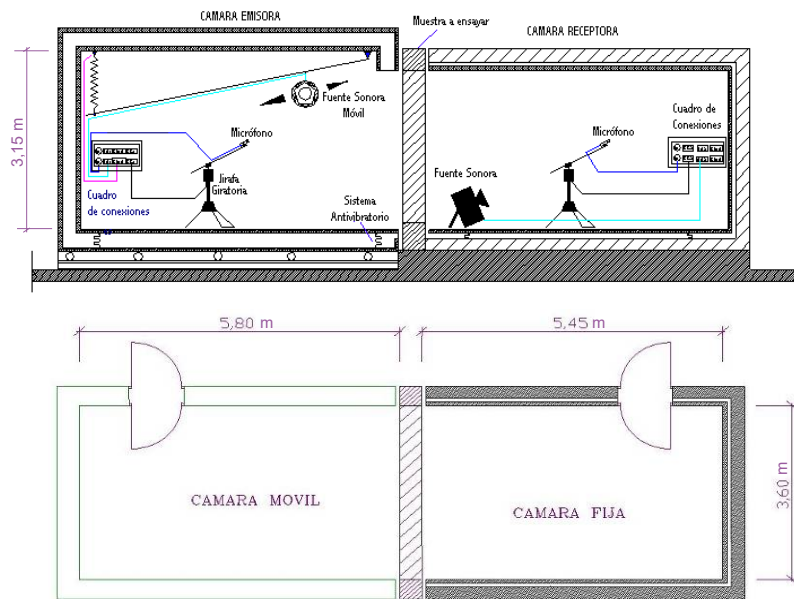 CAMARA EMISORA
Muestra a ensayar
CAMARA RECEPTORA
3,15 m
Fuente Sonora
Móvil
Micrófono
Jirafa
Giratoria
Cuadro
de conexiones
Sistema
Antivibratorio
Fuente Sonora
Micrófono
Cuadro de
Conexiones
5,80 m
5,45 m
CAMARA MOVIL
CAMARA FIJA
3,60 m